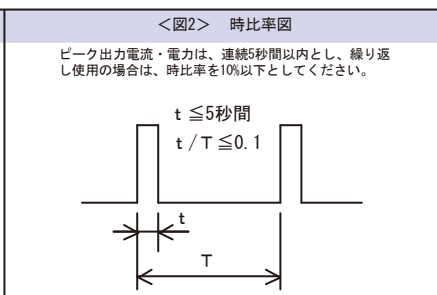 <図2> 時比率図
ピーク出力電流・電力は、連続5秒間以内とし、繰り返
し使用の場合は、時比率を10%以下としてください。
t ≦5秒間
t /T ≦0.1
t
T